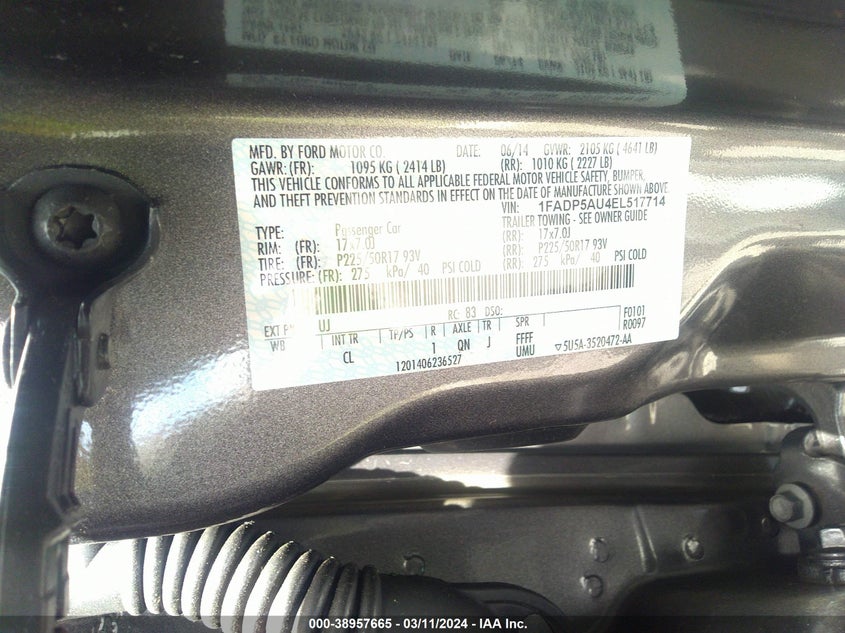 MFD. BY FORD MOTOR CO. DATE: 06/14 GVWR: 2105 KG ( 4641 LB)
GAWR: (FR): 1095 KG ( 2414 LB) (RR): 1010 KG ( 2227 LB)
THIS VEHICLE CONFORMS TO ALL APPLICABLE FEDERAL MOTOR VEHICLE SAFETY, BUMPER,
AND THEFT PREVENTION STANDARDS IN EFFECT ON THE DATE OF MANUFACTURE SHOWN ABOVE.
VIN: 1FADP5AU4EL517714
TYPE: Passenger Car TRAILER TOWING - SEE OWNER GUIDE
RIM: (FR): 17x7.0J (RR): 17x7.0J
TIRE: (FR): P225/50R17 93V (RR): P225/50R17 93V
PRESSURE: (FR): 275 kPa/ 40 PSI COLD (RR): 275 kPa/ 40 PSI COLD
EXT UJ RC: 83 DSO: F0101
WB INT TR TP/PS R AXLE TR SPR R0097
CL 1 QN J FFFF
UMU 5U5A-3520472-AA
1201406236527
000-38957665 - 03/11/2024 - IAA Inc.